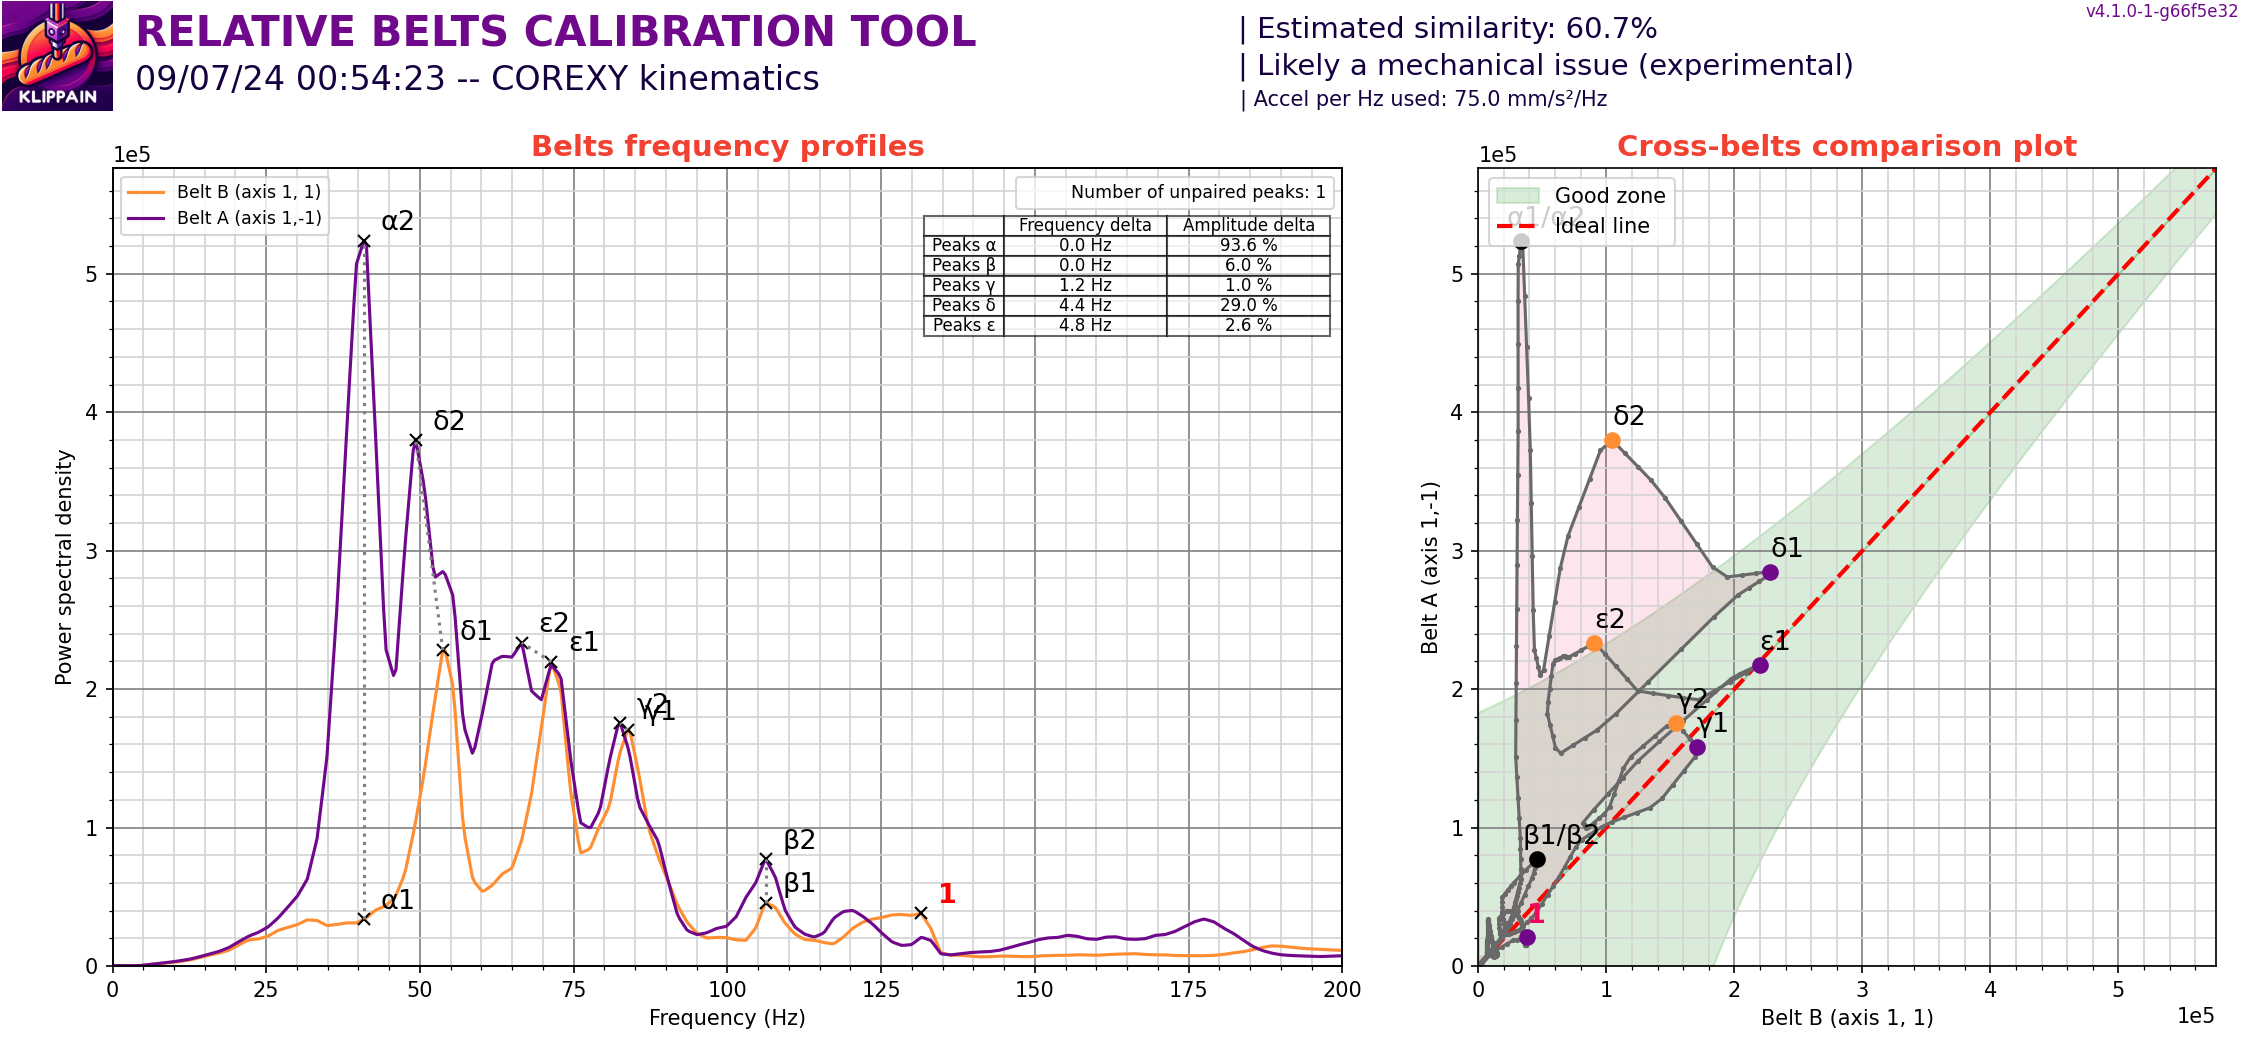 RELATIVE BELTS CALIBRATION TOOL
09/07/24 00:54:23 -- COREXY kinematics
KLIPPAIN
| Estimated similarity: 60.7%
| Likely a mechanical issue (experimental)
| Accel per Hz used: 75.0 mm/s²/Hz
v4.1.0-1-g66f5e32
Belts frequency profiles
1e5
Belt B (axis 1, 1)
Belt A (axis 1,-1)
Number of unpaired peaks: 1
Frequency delta Amplitude delta
Peaks α 0.0 Hz 93.6 %
Peaks β 0.0 Hz 6.0 %
Peaks γ 1.2 Hz 1.0 %
Peaks δ 4.4 Hz 29.0 %
Peaks ε 4.8 Hz 2.6 %
α2
δ2
δ1
ε2
ε1
γ2
γ1
β2
β1
α1
1
5
4
3
2
1
0
Power spectral density
0 25 50 75 100 125 150 175 200
Frequency (Hz)
Cross-belts comparison plot
1e5
Good zone
Ideal line
α1/α2
δ2
δ1
ε2
ε1
γ2
γ1
β1/β2
1
5
4
3
2
1
0
Belt A (axis 1,-1)
0 1 2 3 4 5
Belt B (axis 1, 1)
1e5